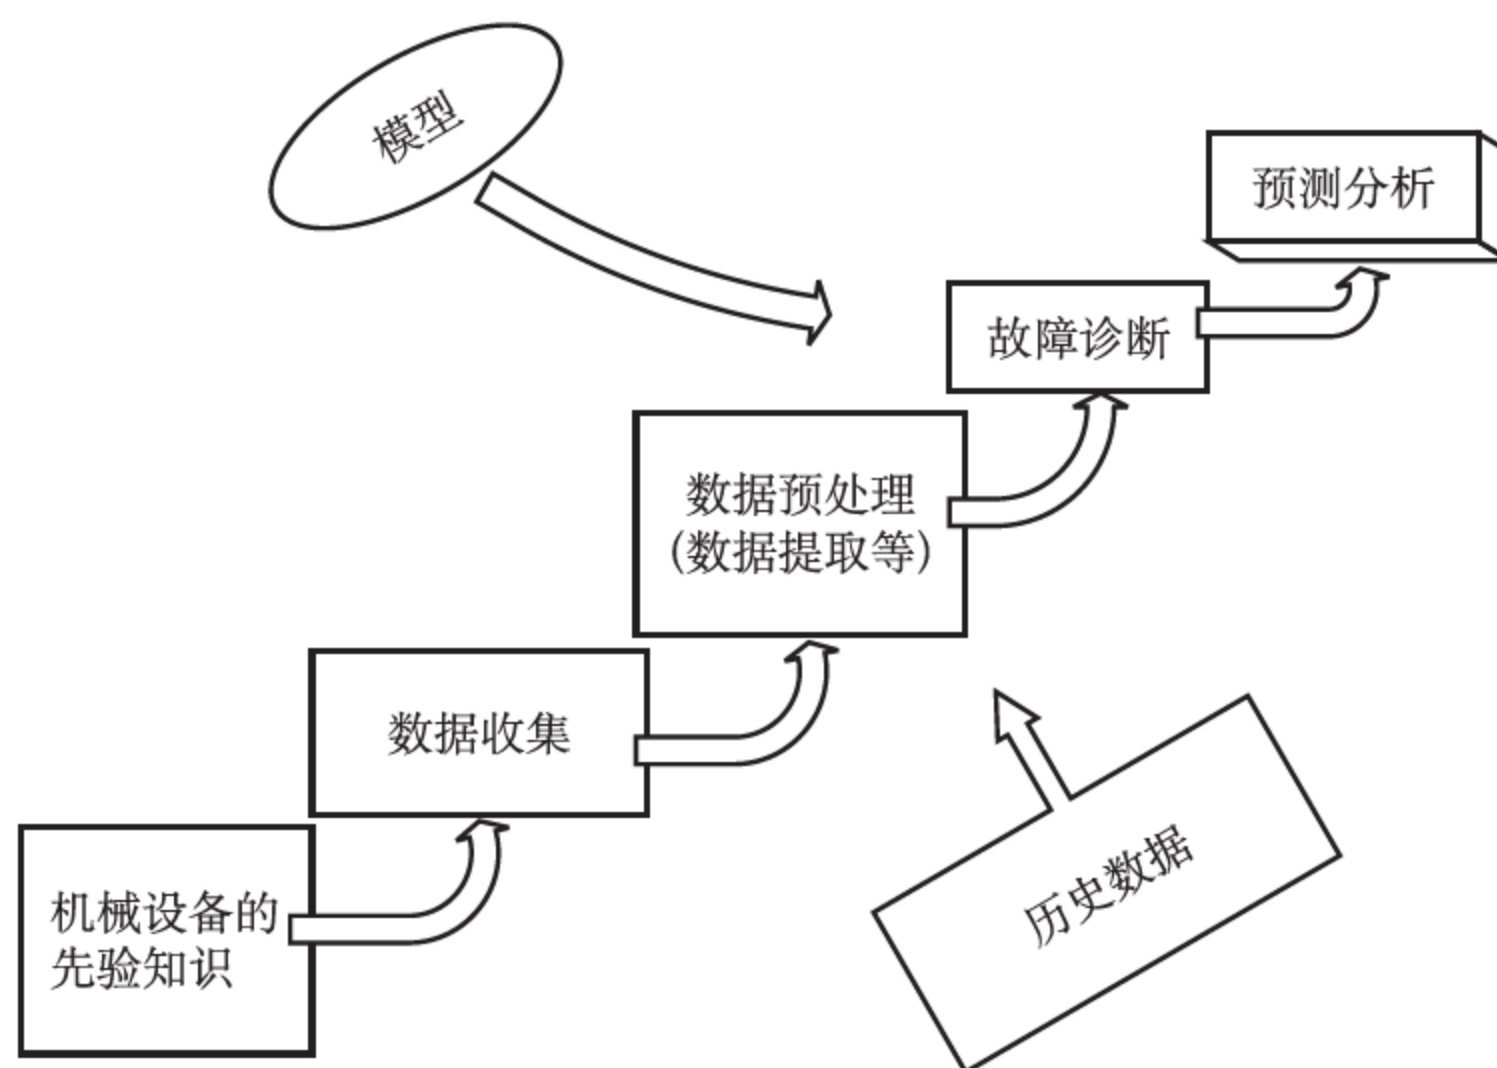 模型
预测分析
故障诊断
数据预处理
(数据提取等)
数据收集
机械设备的
先验知识
历史数据